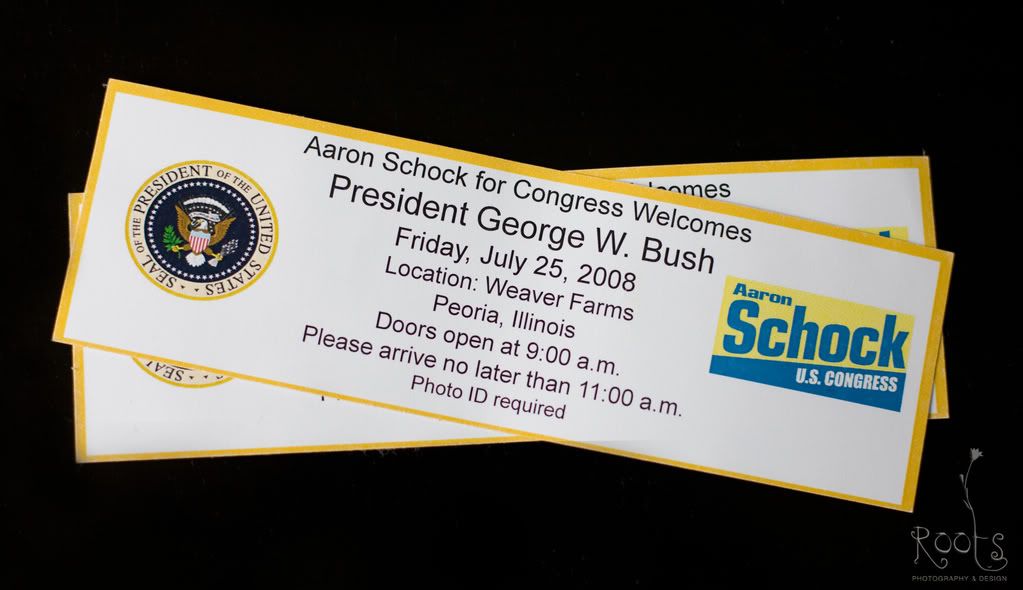 Aaron Schock for Congress Welcomes
President George W. Bush
Friday, July 25, 2008
Location: Weaver Farms
Peoria, Illinois
Doors open at 9:00 a.m.
Please arrive no later than 11:00 a.m.
Photo ID required
SEAL OF THE PRESIDENT OF THE UNITED STATES
Aaron
Schock
U.S. CONGRESS
Welcomes
Roots
PHOTOGRAPHY & DESIGN